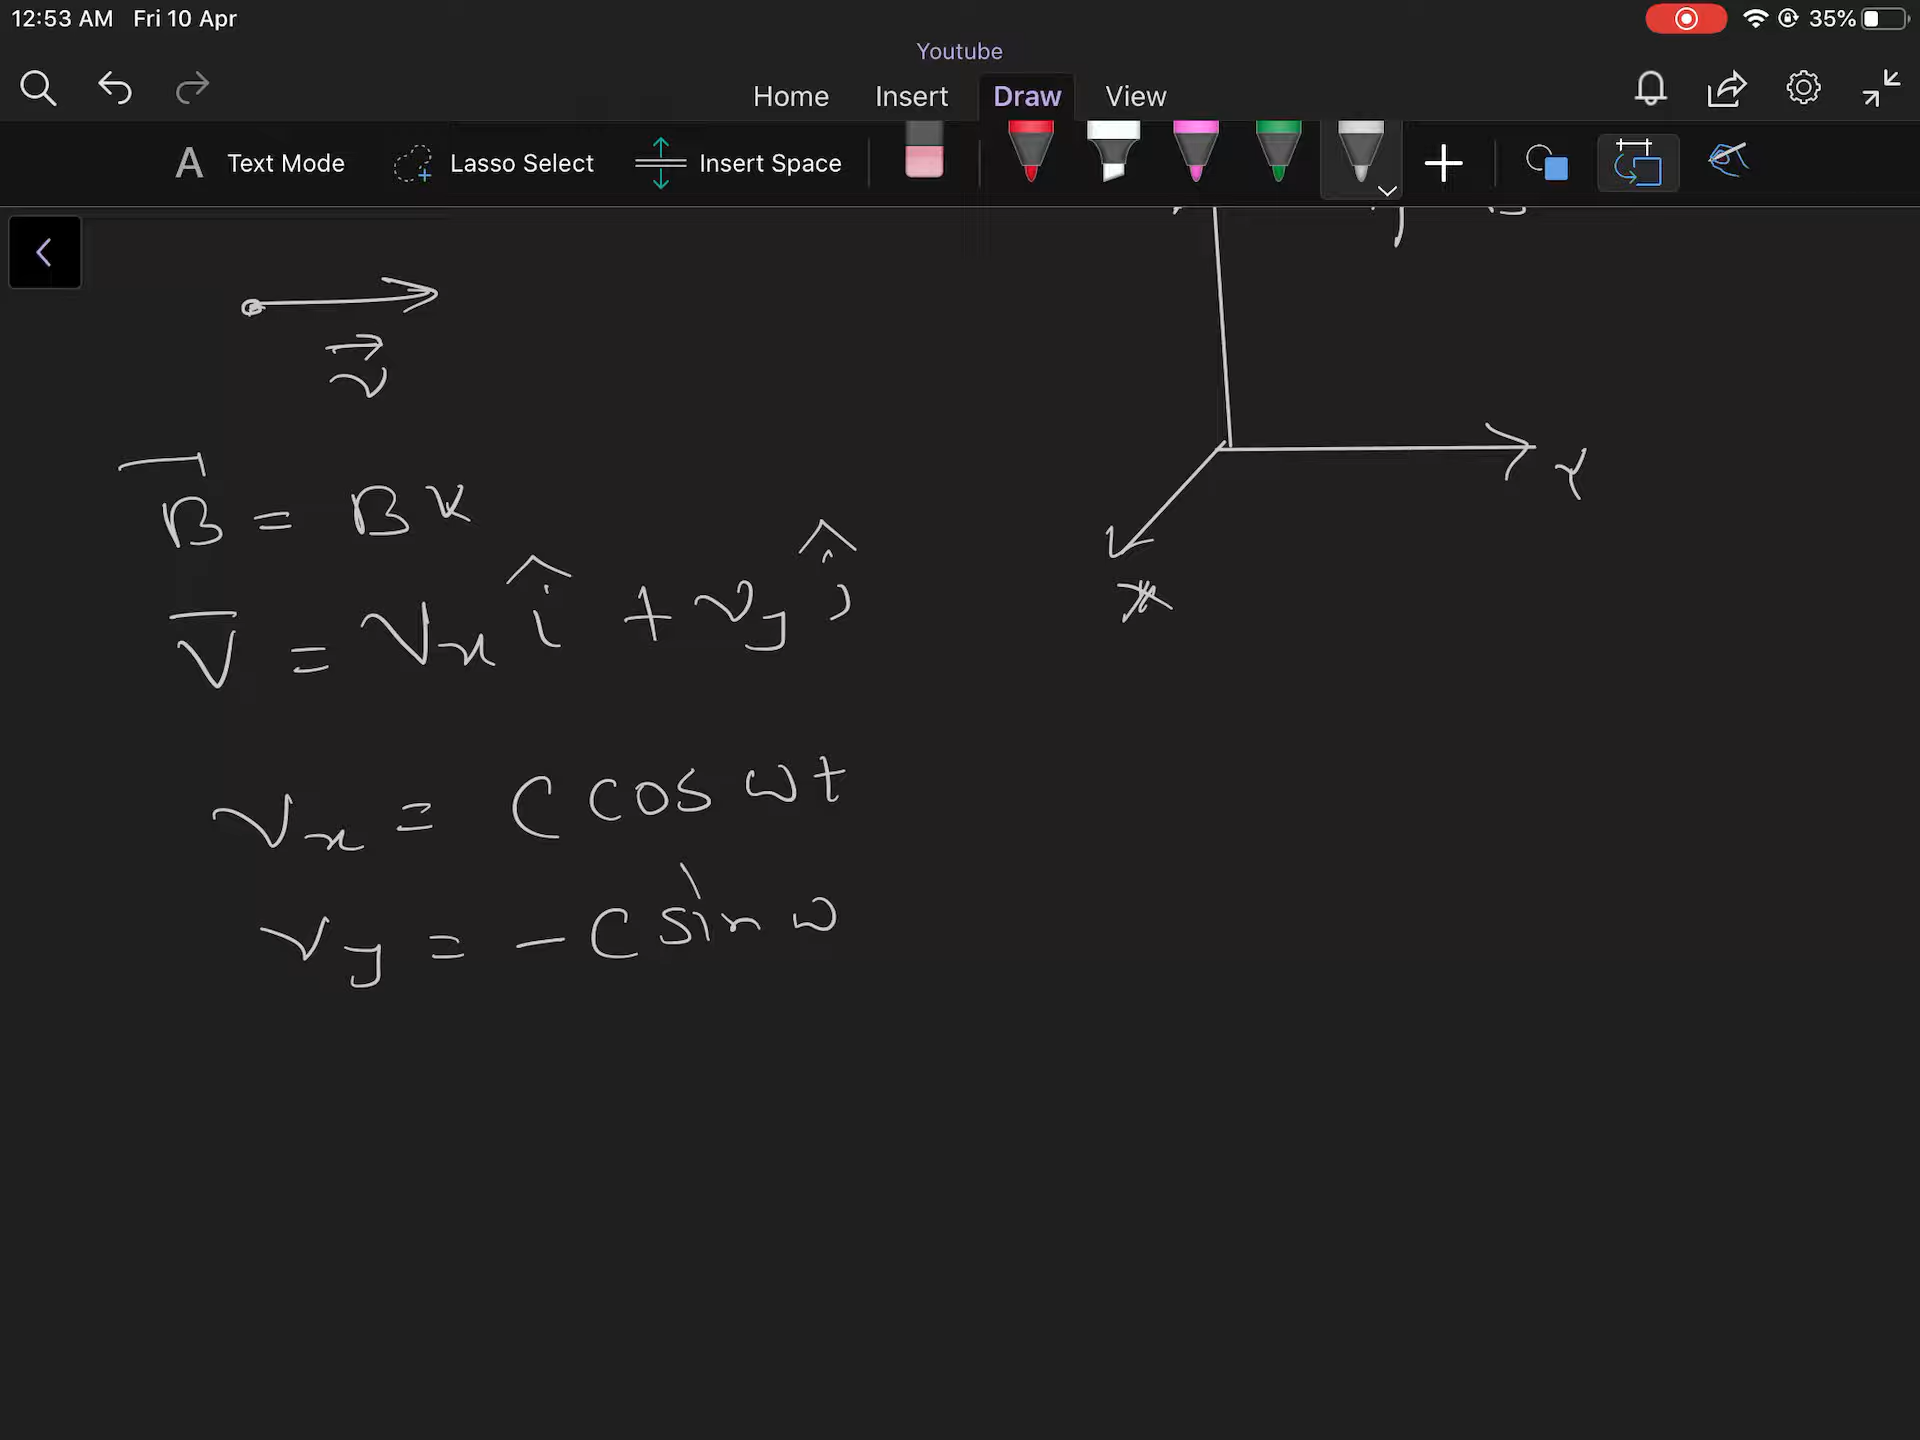 12:53 AM Fri 10 Apr
35%
Youtube
Home Insert Draw View
A Text Mode Lasso Select Insert Space
v
B = B K
Y
V = Vx i + vy j
X
Vx = C cos ωt
vy = - C sin ω